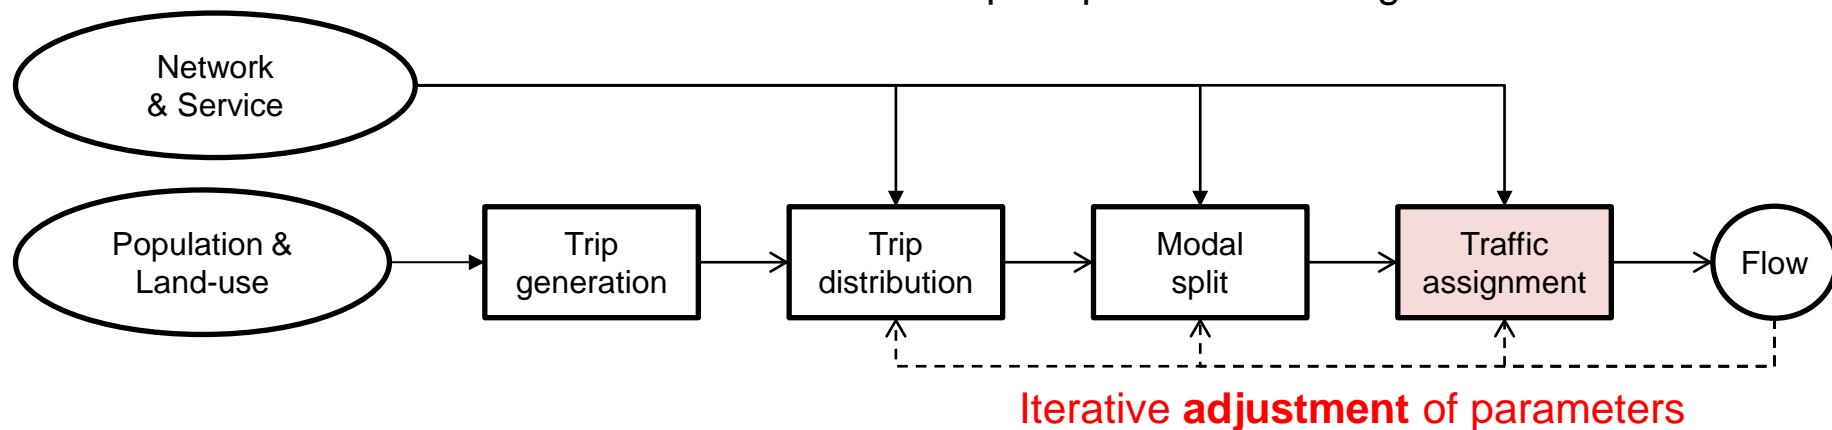 Network
& Service
Population &
Land-use
Trip
generation
Trip
distribution
Modal
split
Traffic
assignment
Flow
Iterative adjustment of parameters